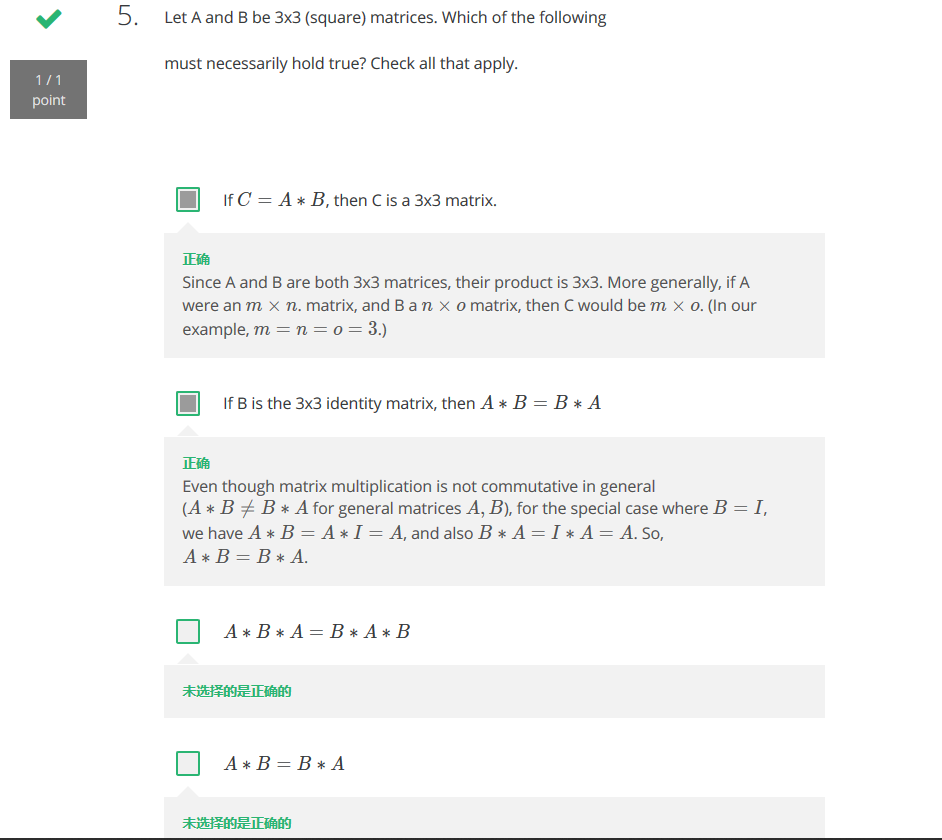 5. Let A and B be 3x3 (square) matrices. Which of the following
must necessarily hold true? Check all that apply.
1 / 1
point
If C = A ∗ B, then C is a 3x3 matrix.
正确
Since A and B are both 3x3 matrices, their product is 3x3. More generally, if A
were an m × n. matrix, and B a n × o matrix, then C would be m × o. (In our
example, m = n = o = 3.)
If B is the 3x3 identity matrix, then A ∗ B = B ∗ A
正确
Even though matrix multiplication is not commutative in general
(A ∗ B ≠ B ∗ A for general matrices A, B), for the special case where B = I,
we have A ∗ B = A ∗ I = A, and also B ∗ A = I ∗ A = A. So,
A ∗ B = B ∗ A.
A ∗ B ∗ A = B ∗ A ∗ B
未选择的是正确的
A ∗ B = B ∗ A
未选择的是正确的